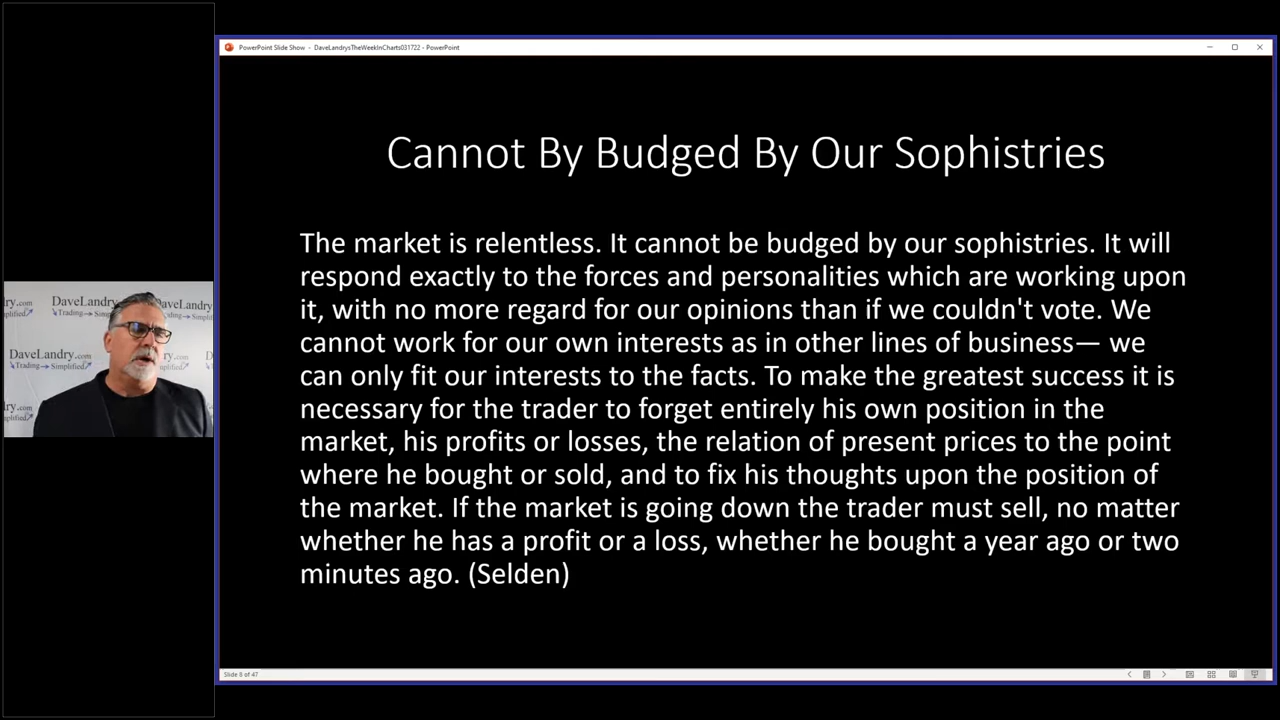 PowerPoint Slide Show - DaveLandrysTheWeekInCharts031722 - PowerPoint
Cannot By Budged By Our Sophistries
The market is relentless. It cannot be budged by our sophistries. It will
respond exactly to the forces and personalities which are working upon
it, with no more regard for our opinions than if we couldn't vote. We
cannot work for our own interests as in other lines of business— we
can only fit our interests to the facts. To make the greatest success it is
necessary for the trader to forget entirely his own position in the
market, his profits or losses, the relation of present prices to the point
where he bought or sold, and to fix his thoughts upon the position of
the market. If the market is going down the trader must sell, no matter
whether he has a profit or a loss, whether he bought a year ago or two
minutes ago. (Selden)
DaveLandry.com
Trading Simplified
DaveLandry.com
Trading Simplified
Slide 8 of 47